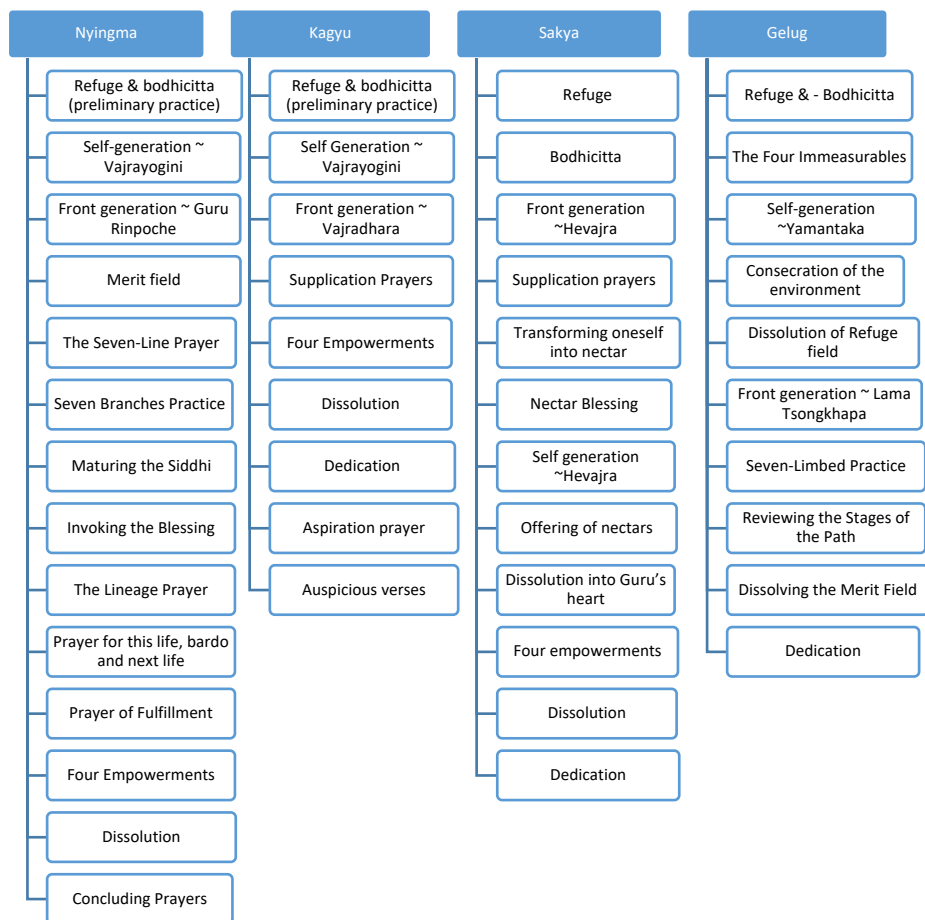 Nyingma
Refuge & bodhicitta
(preliminary practice)
Self-generation ~
Vajrayogini
Front generation ~ Guru
Rinpoche
Merit field
The Seven-Line Prayer
Seven Branches Practice
Maturing the Siddhi
Invoking the Blessing
The Lineage Prayer
Prayer for this life, bardo
and next life
Prayer of Fulfillment
Four Empowerments
Dissolution
Concluding Prayers
Kagyu
Refuge & bodhicitta
(preliminary practice)
Self Generation ~
Vajrayogini
Front generation ~
Vajradhara
Supplication Prayers
Four Empowerments
Dissolution
Dedication
Aspiration prayer
Auspicious verses
Sakya
Refuge
Bodhicitta
Front generation
~Hevajra
Supplication prayers
Transforming oneself
into nectar
Nectar Blessing
Self generation
~Hevajra
Offering of nectars
Dissolution into Guru’s
heart
Four empowerments
Dissolution
Dedication
Gelug
Refuge & - Bodhicitta
The Four Immeasurables
Self-generation
~Yamantaka
Consecration of the
environment
Dissolution of Refuge
field
Front generation ~ Lama
Tsongkhapa
Seven-Limbed Practice
Reviewing the Stages of
the Path
Dissolving the Merit Field
Dedication